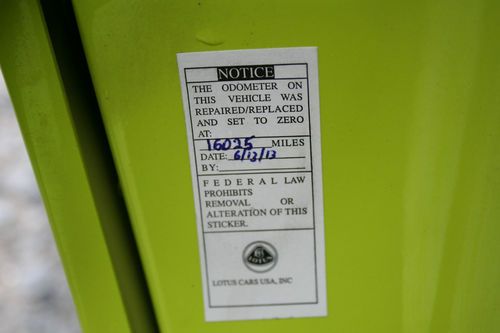 NOTICE
THE ODOMETER ON
THIS VEHICLE WAS
REPAIRED/REPLACED
AND SET TO ZERO
AT:
16025 MILES
DATE: 6/13/13
BY:
FEDERAL LAW
PROHIBITS
REMOVAL OR
ALTERATION OF THIS
STICKER.
LOTUS
LOTUS CARS USA, INC